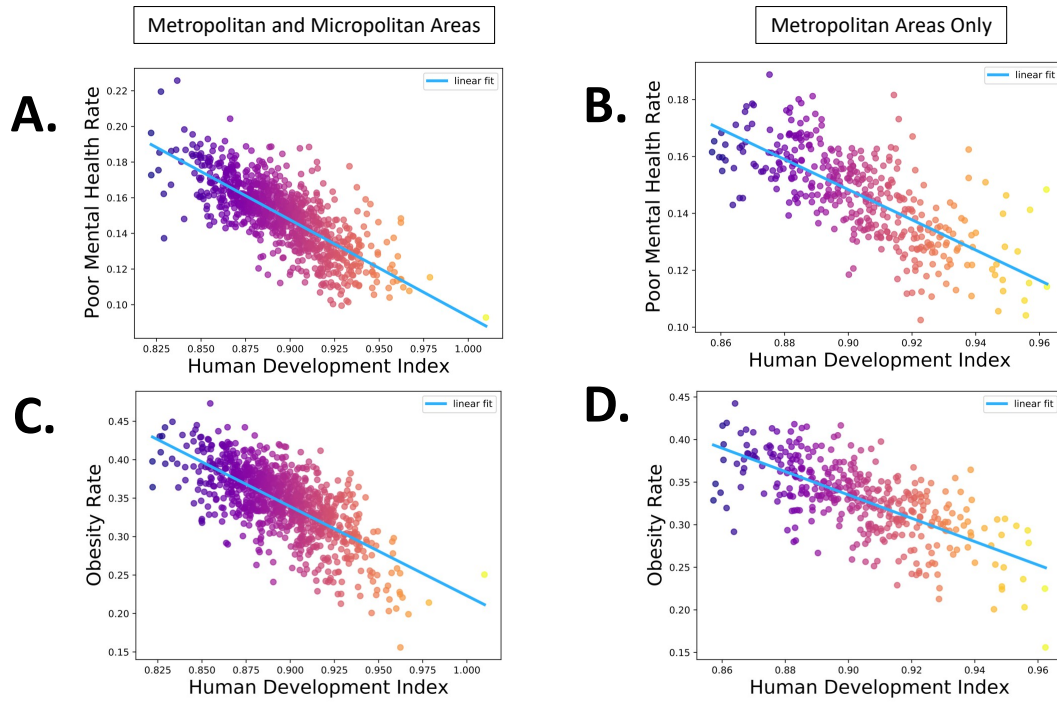 Metropolitan and Micropolitan Areas
Metropolitan Areas Only
A.
linear fit
0.22
0.20
0.18
0.16
0.14
0.12
0.10
Poor Mental Health Rate
0.825 0.850 0.875 0.900 0.925 0.950 0.975 1.000
Human Development Index
B.
linear fit
0.18
0.16
0.14
0.12
0.10
Poor Mental Health Rate
0.86 0.88 0.90 0.92 0.94 0.96
Human Development Index
C.
linear fit
0.45
0.40
0.35
0.30
0.25
0.20
0.15
Obesity Rate
0.825 0.850 0.875 0.900 0.925 0.950 0.975 1.000
Human Development Index
D.
linear fit
0.45
0.40
0.35
0.30
0.25
0.20
0.15
Obesity Rate
0.86 0.88 0.90 0.92 0.94 0.96
Human Development Index